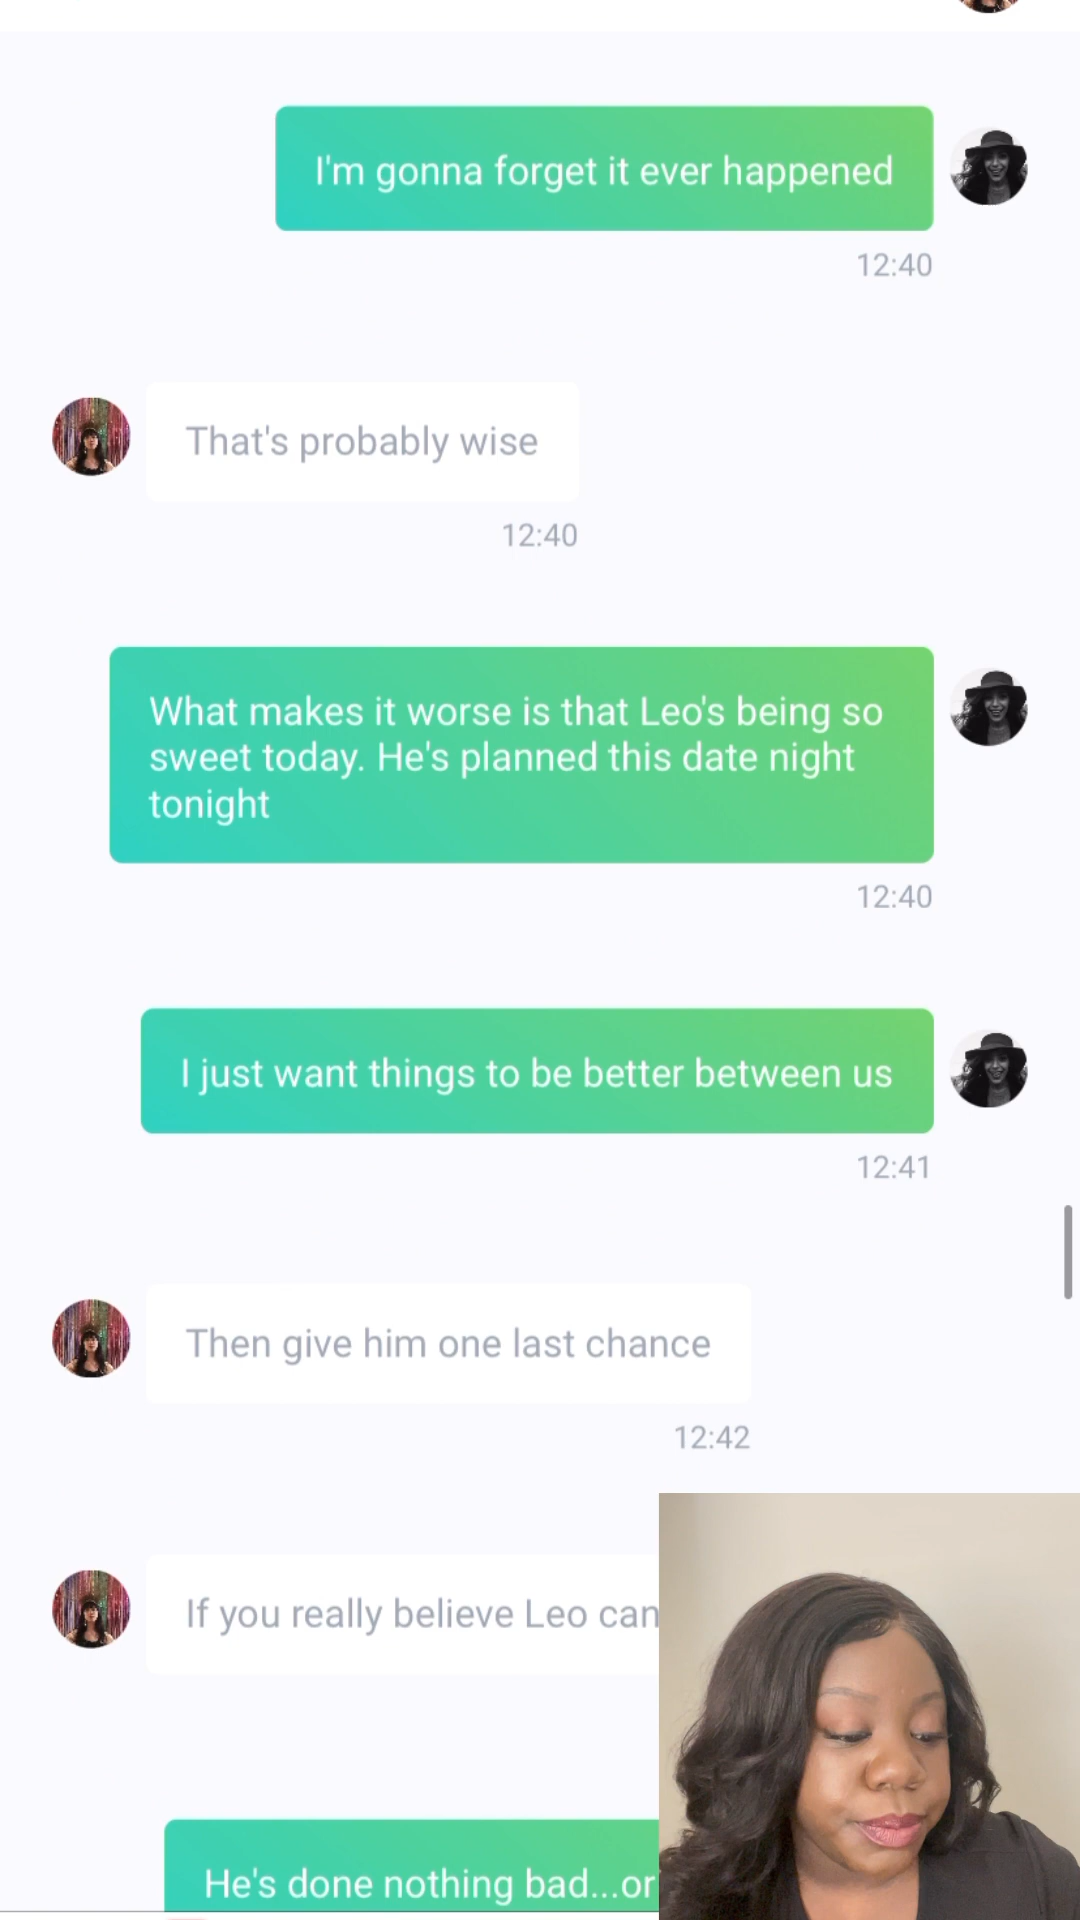 I'm gonna forget it ever happened
12:40
That's probably wise
12:40
What makes it worse is that Leo's being so
sweet today. He's planned this date night
tonight
12:40
I just want things to be better between us
12:41
Then give him one last chance
12:42
If you really believe Leo can
He's done nothing bad...or